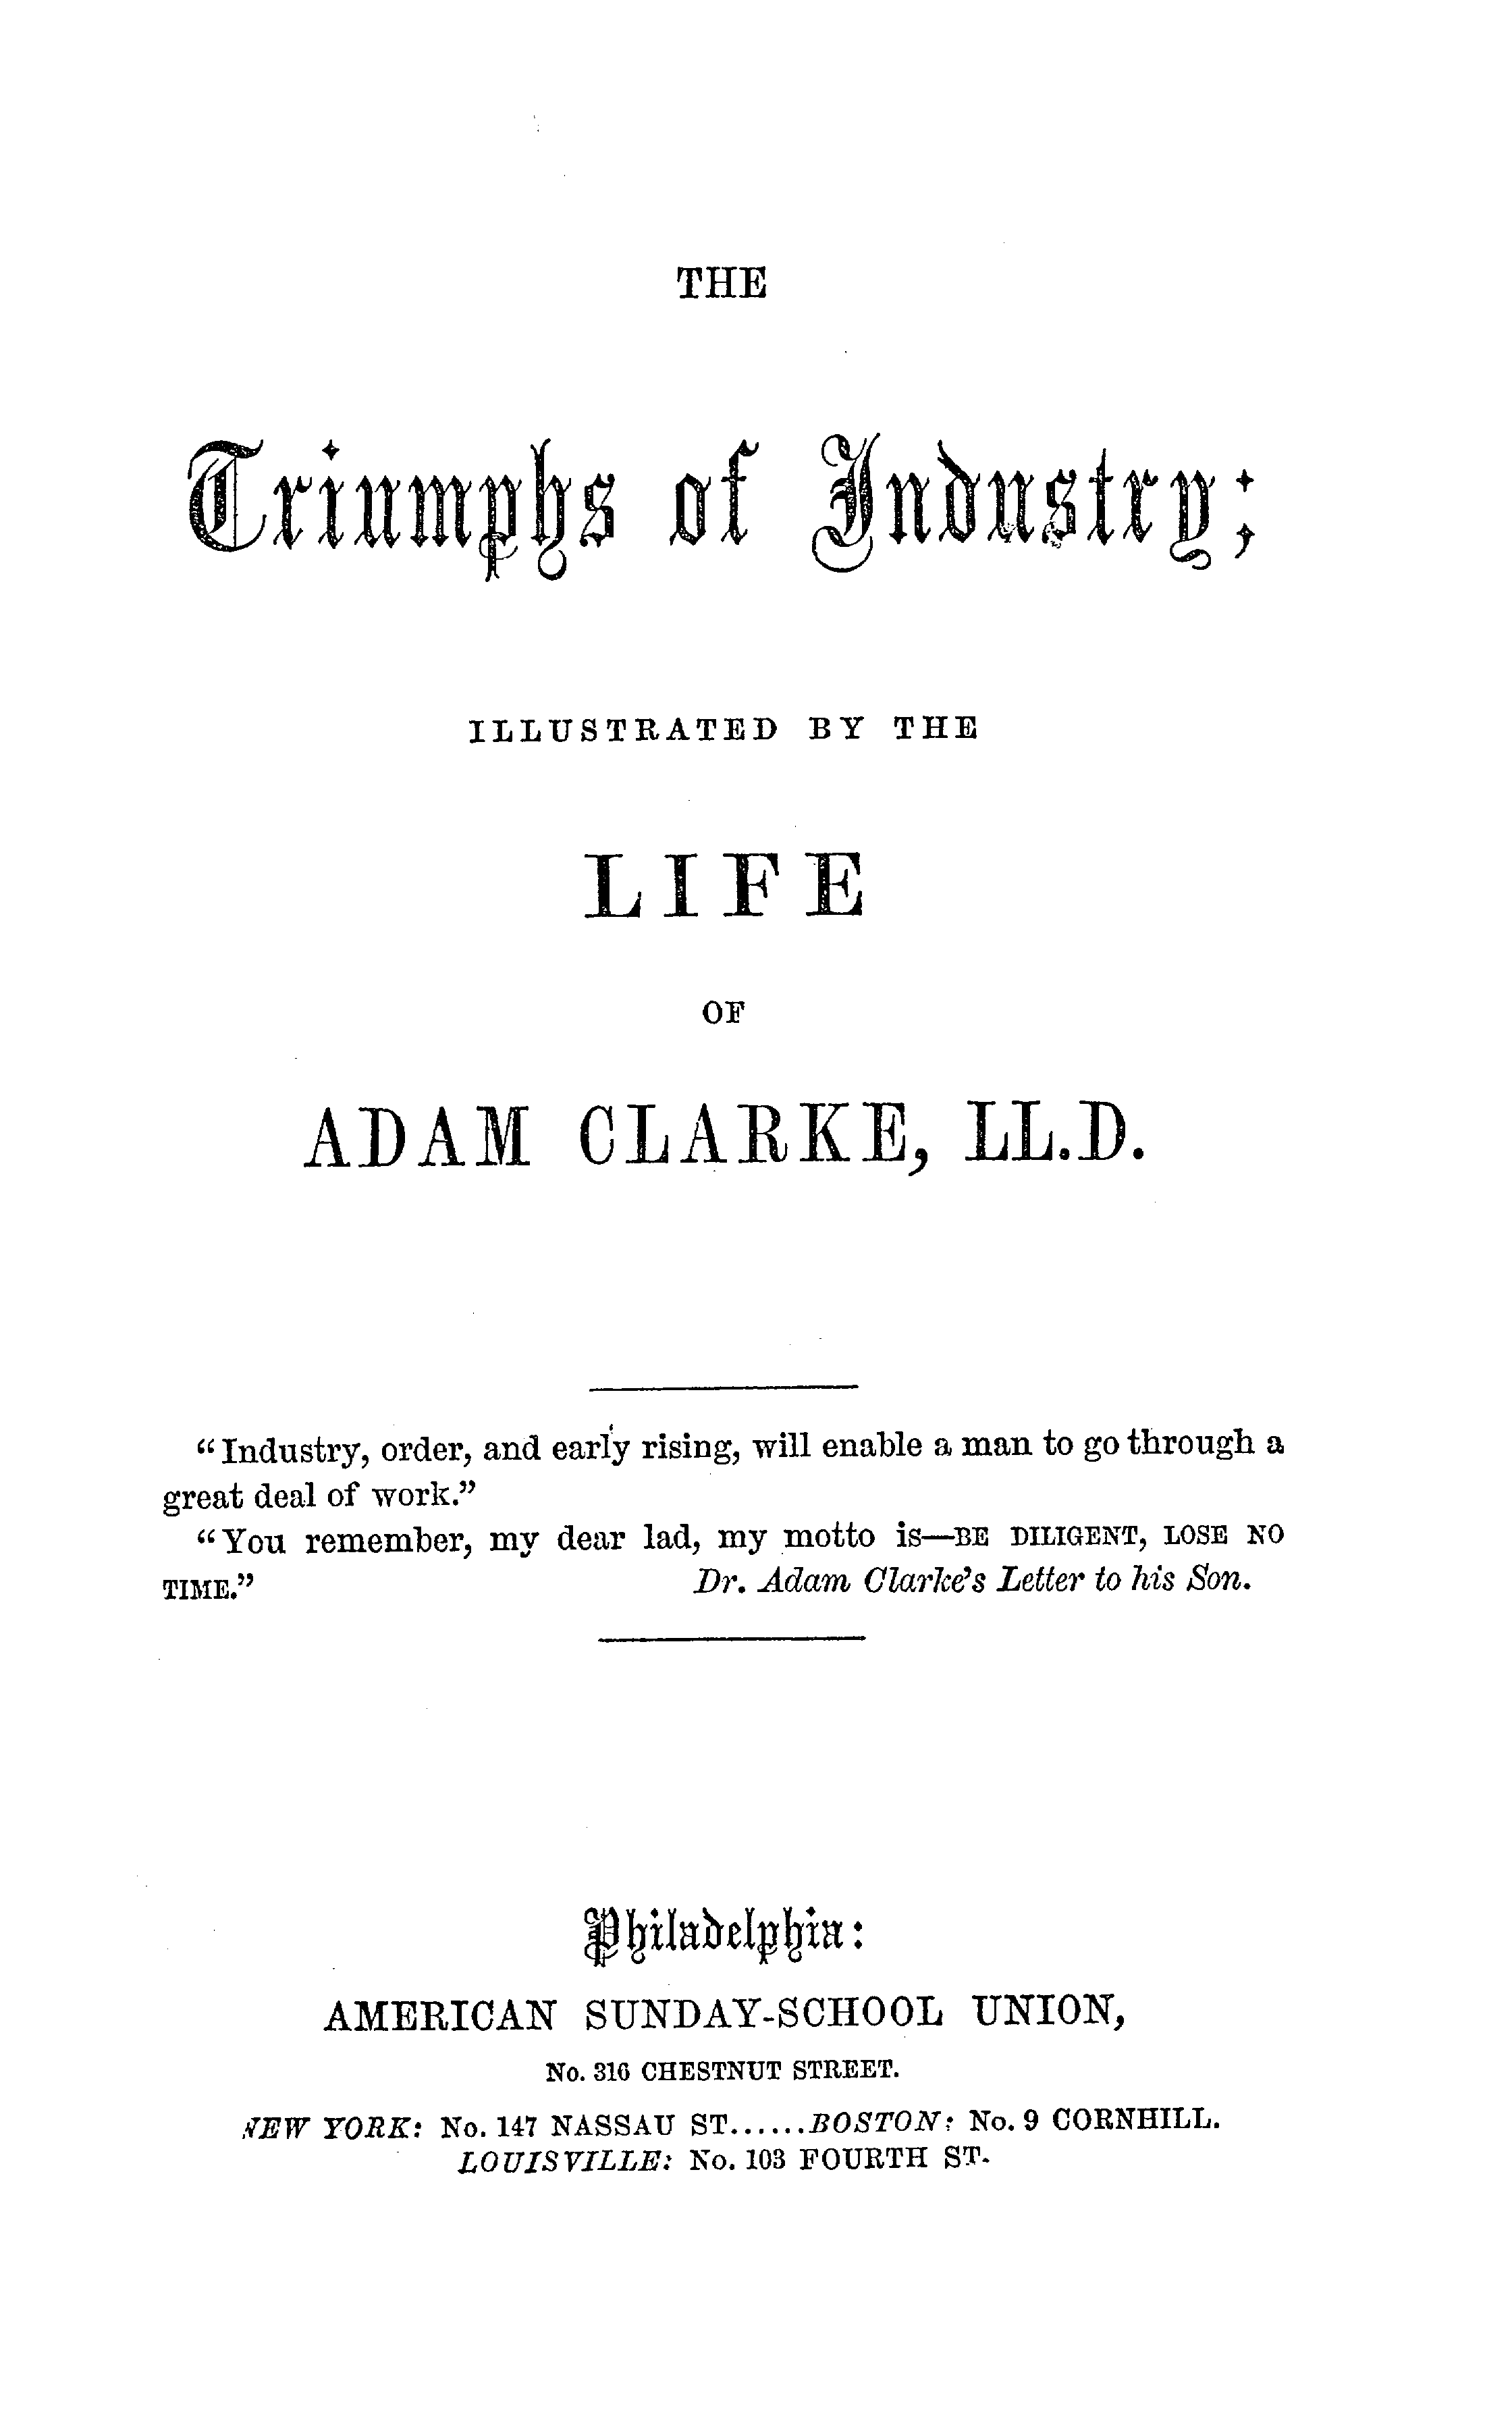 THE
Triumphs of Industry;
ILLUSTRATED BY THE
LIFE
OF
ADAM CLARKE, LL.D.
“Industry, order, and early rising, will enable a man to go through a
great deal of work.”
“You remember, my dear lad, my motto is—BE DILIGENT, LOSE NO
TIME.” Dr. Adam Clarke’s Letter to his Son.
Philadelphia:
AMERICAN SUNDAY-SCHOOL UNION,
No. 316 CHESTNUT STREET.
NEW YORK: No. 147 NASSAU ST......BOSTON: No. 9 CORNHILL.
LOUISVILLE: No. 103 FOURTH ST.